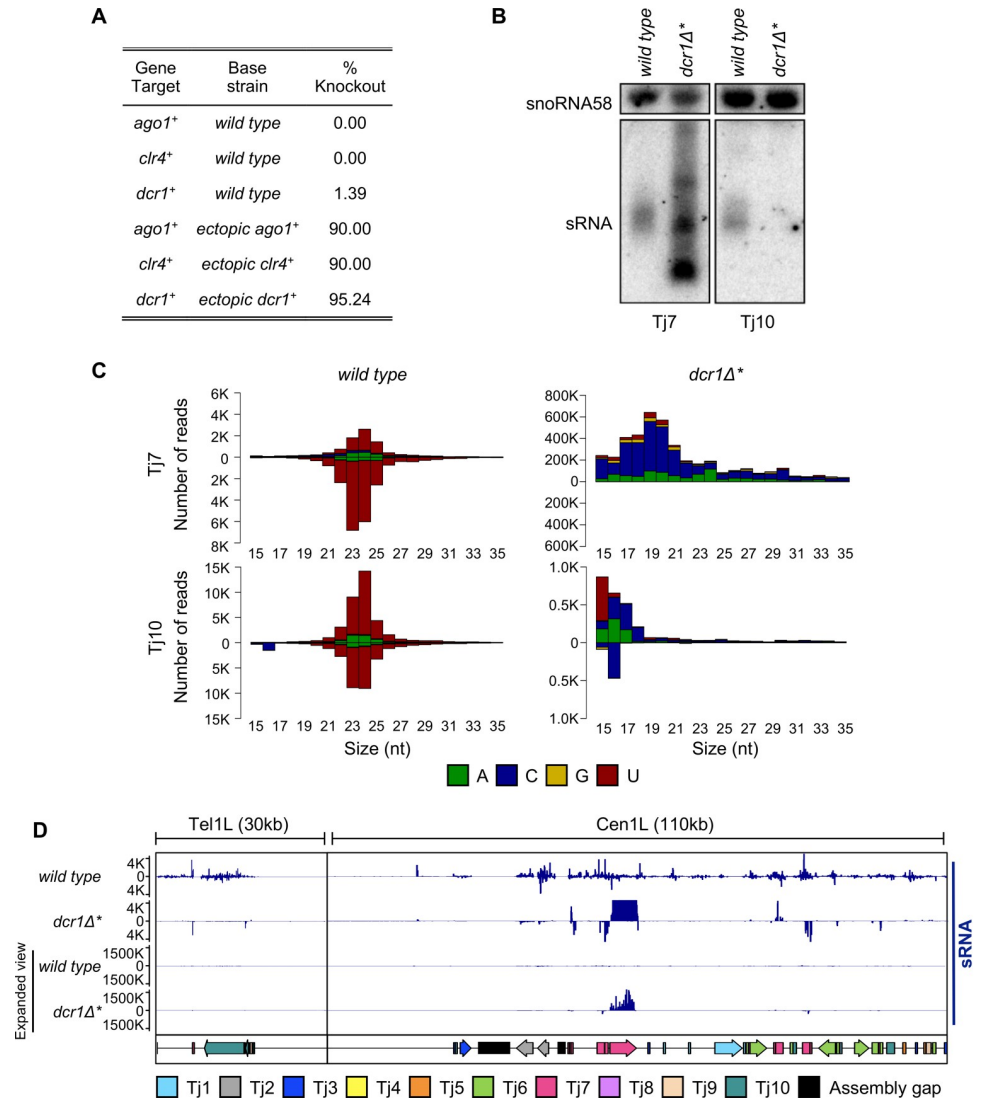 A
Gene Target Base strain % Knockout
ago1+ wild type 0.00
clr4+ wild type 0.00
dcr1+ wild type 1.39
ago1+ ectopic ago1+ 90.00
clr4+ ectopic clr4+ 90.00
dcr1+ ectopic dcr1+ 95.24
B
wild type dcr1Δ* wild type dcr1Δ*
snoRNA58
sRNA
Tj7 Tj10
C
wild type dcr1Δ*
Tj7
Number of reads
6K
4K
2K
0
2K
4K
6K
8K
15 17 19 21 23 25 27 29 31 33 35
800K
600K
400K
200K
0
200K
400K
600K
15 17 19 21 23 25 27 29 31 33 35
Tj10
Number of reads
15K
10K
5K
0
5K
10K
15K
15 17 19 21 23 25 27 29 31 33 35
Size (nt)
1.0K
0.5K
0
0.5K
1.0K
15 17 19 21 23 25 27 29 31 33 35
Size (nt)
A C G U
D
Tel1L (30kb) Cen1L (110kb)
wild type 4K 0 4K
dcr1Δ* 4K 0 4K
Expanded view
wild type 1500K 0 1500K
dcr1Δ* 1500K 0 1500K
sRNA
Tj1 Tj2 Tj3 Tj4 Tj5 Tj6 Tj7 Tj8 Tj9 Tj10 Assembly gap